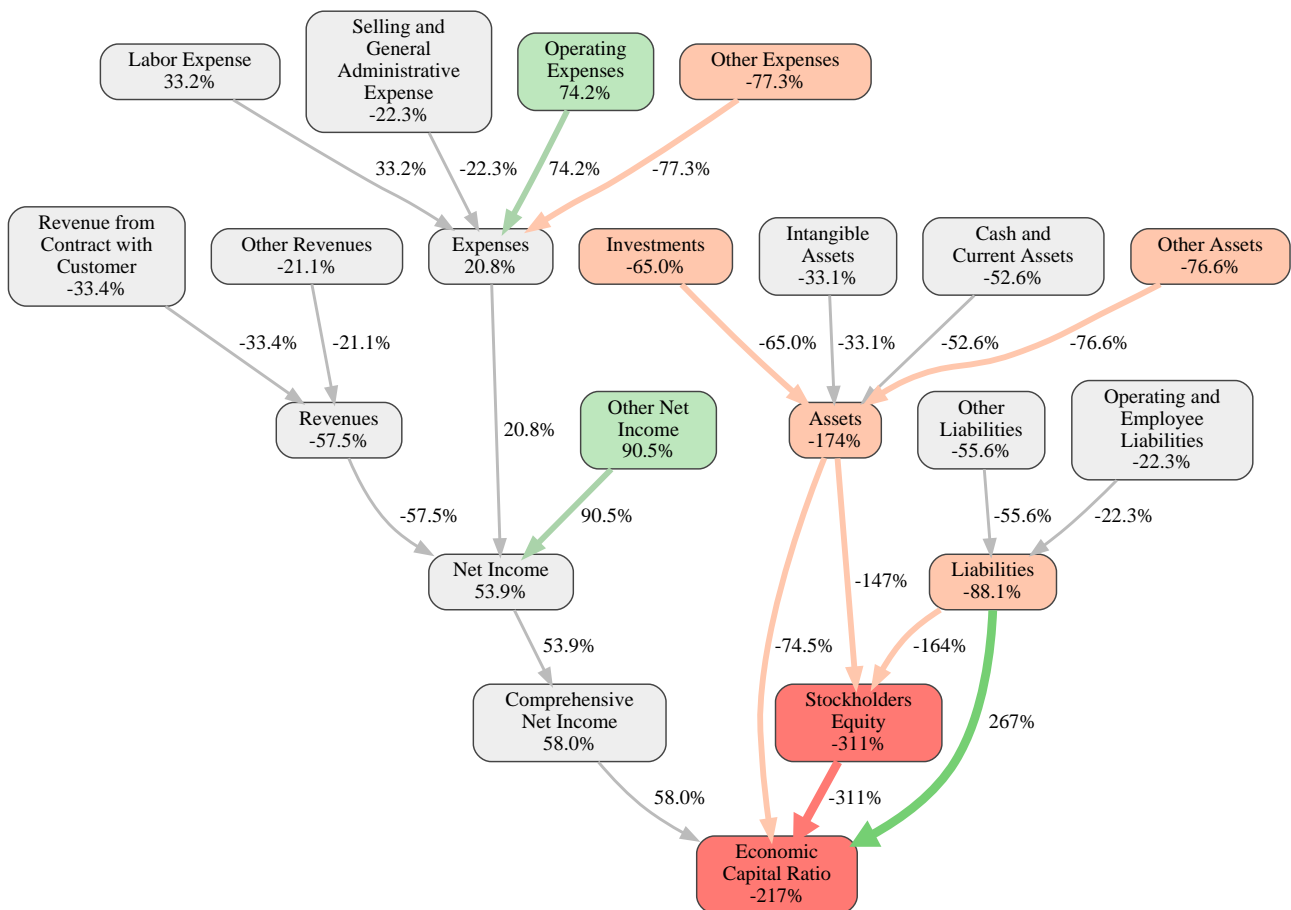 Labor Expense
33.2%
Selling and
General
Administrative
Expense
-22.3%
Operating
Expenses
74.2%
Other Expenses
-77.3%
33.2%
-22.3%
74.2%
-77.3%
Revenue from
Contract with
Customer
-33.4%
Other Revenues
-21.1%
Expenses
20.8%
Investments
-65.0%
Intangible
Assets
-33.1%
Cash and
Current Assets
-52.6%
Other Assets
-76.6%
-33.4%
-21.1%
-65.0%
-33.1%
-52.6%
-76.6%
Revenues
-57.5%
20.8%
Other Net
Income
90.5%
Assets
-174%
Other
Liabilities
-55.6%
Operating and
Employee
Liabilities
-22.3%
-57.5%
90.5%
-55.6%
-22.3%
Net Income
53.9%
-147%
Liabilities
-88.1%
53.9%
-74.5%
-164%
Comprehensive
Net Income
58.0%
Stockholders
Equity
-311%
267%
58.0%
-311%
Economic
Capital Ratio
-217%